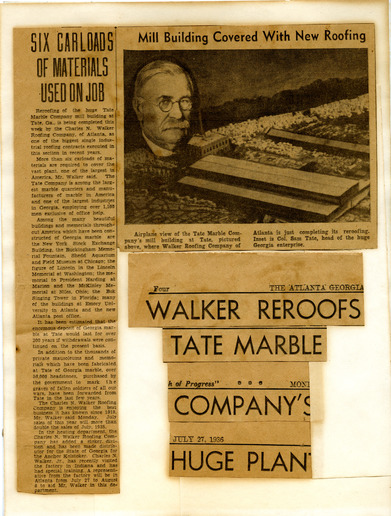 SIX CARLOADS
OF MATERIALS
USED ON JOB
Reroofing of the huge Tate
Marble Company mill building at
Tate, Ga., is being completed this
week by the Charles N. Walker
Roofing Company, of Atlanta, as
one of the biggest single indus-
trial roofing contracts executed in
this section in recent years.
More than six carloads of ma-
terials are required to cover the
vast plant, one of the largest in
America, Mr. Walker said. The
Tate Company is among the larg-
est marble quarriers and manu-
facturers of marble in America
and one of the largest employers
in Georgia, employing over 1,500
men exclusive of office help.
Among the many beautiful
buildings and memorials through-
out America which have been con-
structed of Georgia marble are
the New York Stock Exchange
Building, the Buckingham Memo-
rial Fountain, Shedd Aquarium
and Field Museum at Chicago; the
figure of Lincoln in the Lincoln
Memorial at Washington; the me-
morial to President Harding at
Marion and the McKinley Me-
morial at Niles, Ohio; the Bok
Singing Tower in Florida; many
of the buildings at Emory Univer-
sity in Atlanta and the new
Atlanta post office.
It has been estimated that the
enormous deposit of Georgia mar-
ble at Tate would last for over
200 years if withdrawals were con-
tinued on the present basis.
In addition to the thousands of
private mausoleums and memo-
rials which have been fabricated
at Tate of Georgia marble, over
headstones, purchased by
the government to mark the
graves of fallen soldiers of all our
wars, have been forwarded from
Tate in the last few years.
The Charles N. Walker Roofing
Company is enjoying the best
business it has known since
Mr. Walker said Monday. July
sales of this year will more than
double the sales of July, 1935.
In the heating department, the
Charles N. Walker Roofing Com-
pany has added a stoker divi-
sion and has been made distrib-
utor for the state of Georgia for
the Anchor Kolstoker. Charles N.
Walker, Jr., has recently visited
the factory in Indiana and has
had special training. A representa-
tive from the factory will be in
Atlanta from July 27 to August
to aid Mr. Walker in this de-
partment.
Mill Building Covered With New Roofing
Airplane view of the Tate Marble Com-
pany's mill building at Tate, pictured
above, where Walker Roofing Company of
Atlanta is just completing its reroofing.
Inset is Col. Sam Tate, head of the huge
Georgia enterprise.
Four THE ATLANTA GEORGIA
WALKER REROOFS
TATE MARBLE
h of Progress" * * * MON
COMPANY'S
JULY 27, 1936
HUGE PLANT